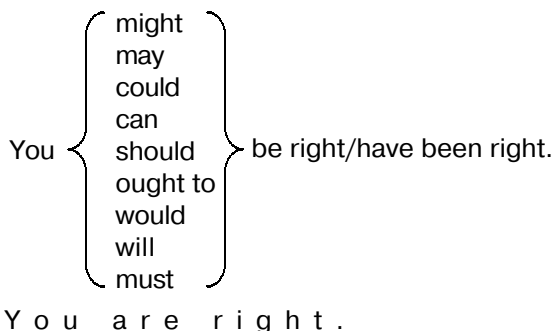 might
may
could
can
You should be right/have been right.
ought to
would
will
must
You are right.